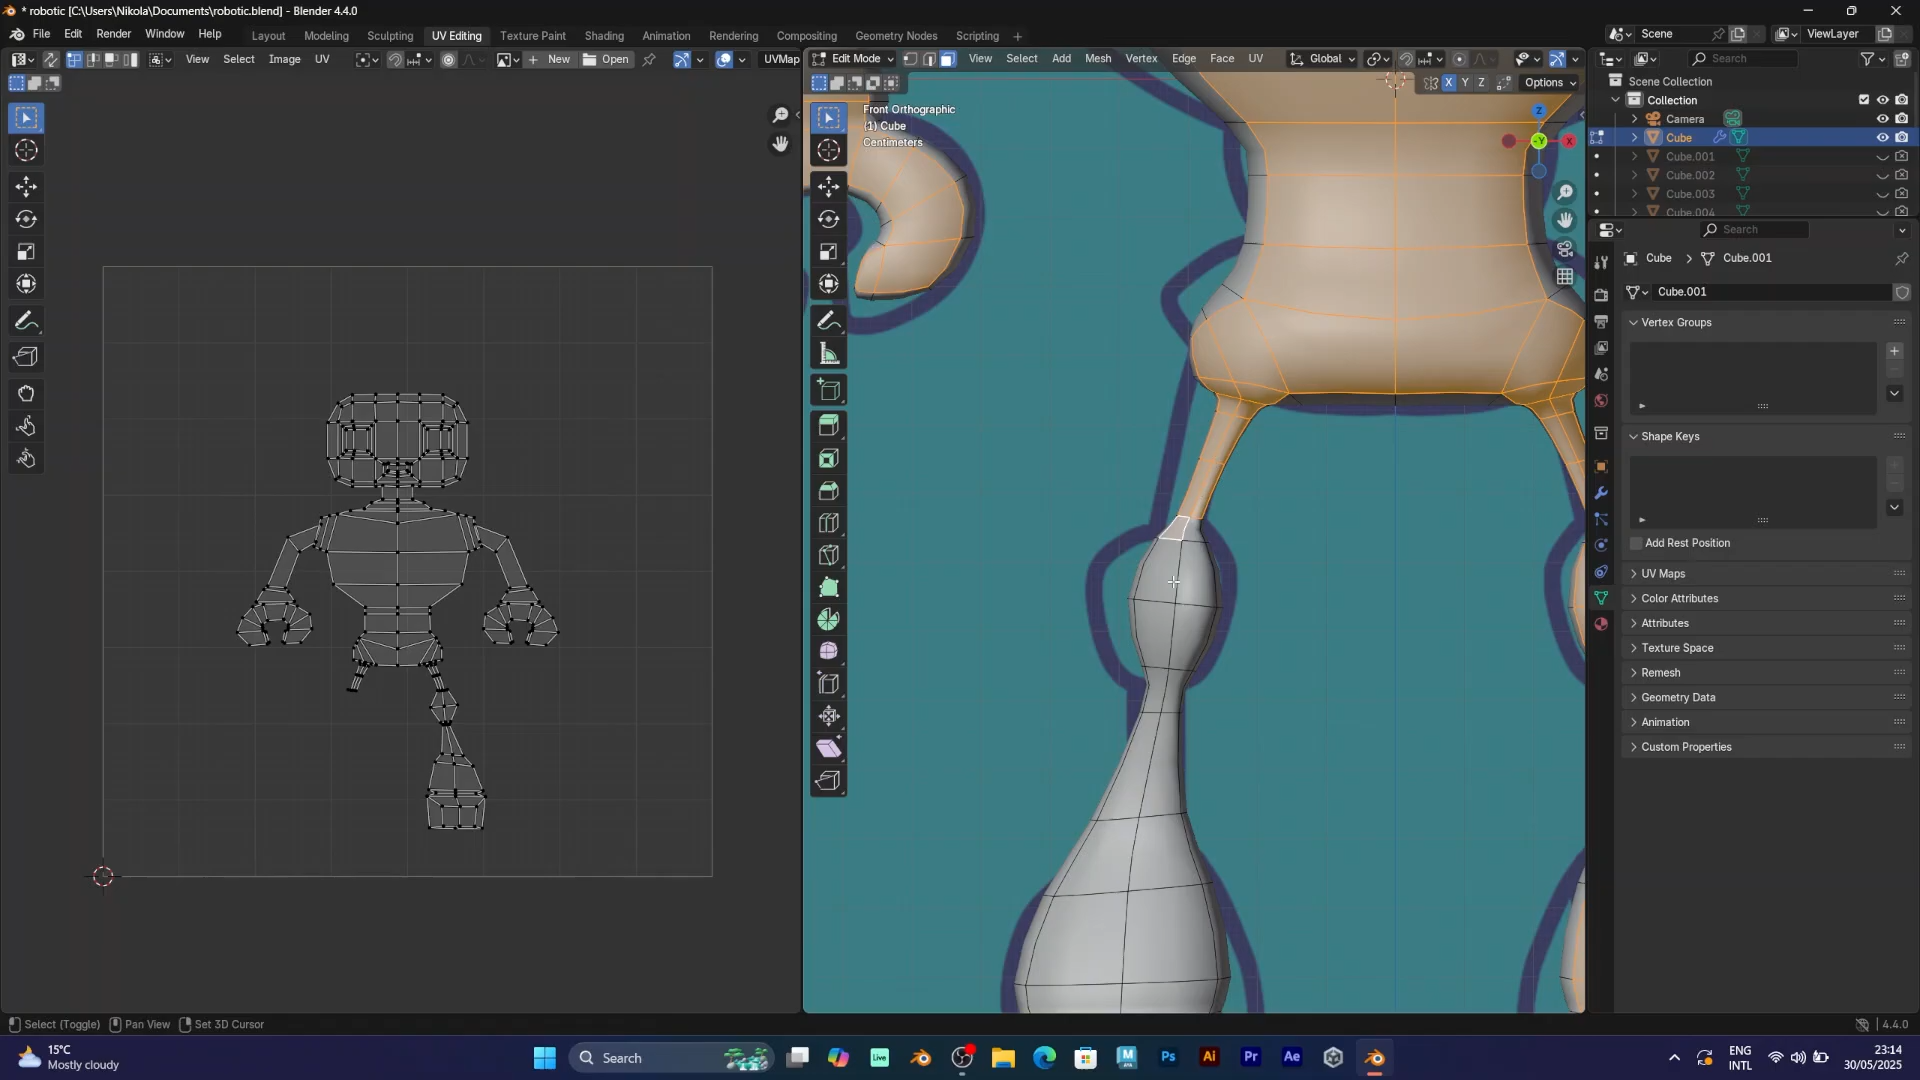 * robotic [C:\Users\Nikola\Documents\robotic.blend] - Blender 4.4.0
File Edit Render Window Help Layout Modeling Sculpting UV Editing Texture Paint Shading Animation Rendering Compositing Geometry Nodes Scripting + Scene ViewLayer
View Select Image UV New Open UVMap Edit Mode View Select Add Mesh Vertex Edge Face UV Global Search
X Y Z Options
Scene Collection
Collection
Camera
Cube
Cube.001
Cube.002
Cube.003
Cube.004
Front Orthographic
(1) Cube
Centimeters
Z
-Y
X
Search
Cube Cube.001
Cube.001
Vertex Groups
Shape Keys
Add Rest Position
UV Maps
Color Attributes
Attributes
Texture Space
Remesh
Geometry Data
Animation
Custom Properties
Select (Toggle) Pan View Set 3D Cursor 4.4.0
15°C
Mostly cloudy
Search
Live
M
Ps
Ai
Pr
Ae
ENG
INTL
23:14
30/05/2025